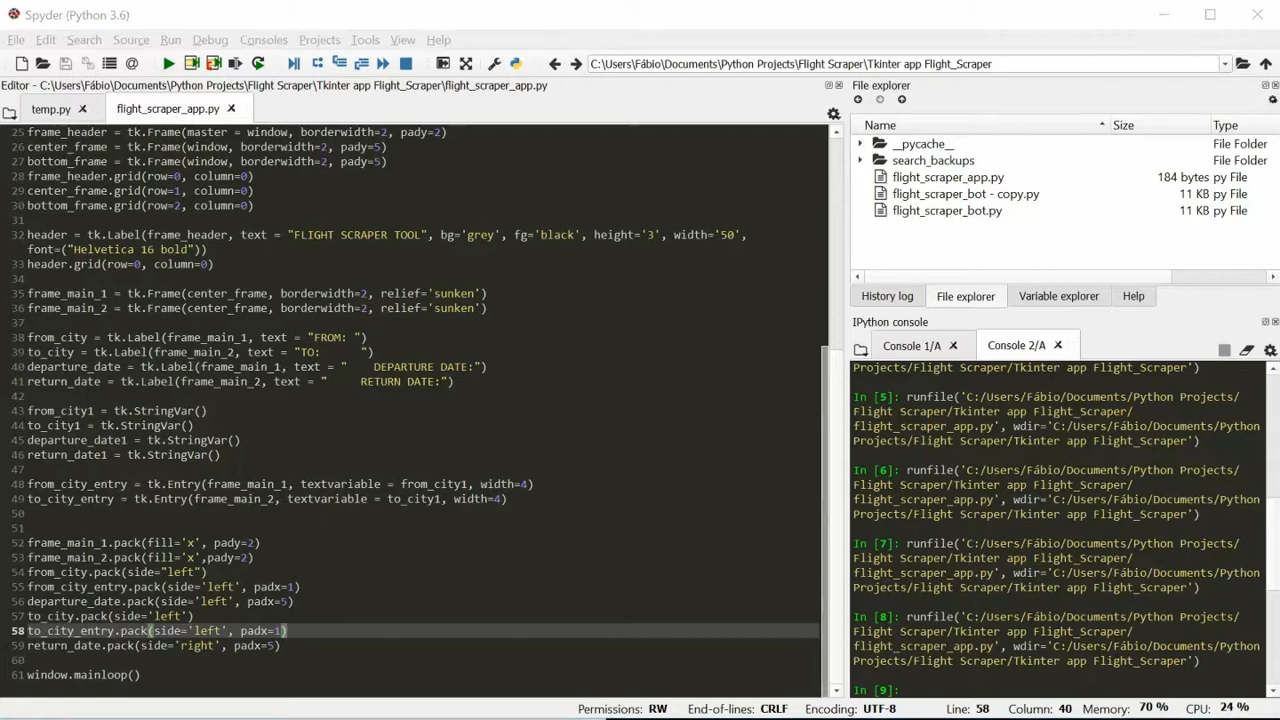 Spyder (Python 3.6)
File Edit Search Source Run Debug Consoles Projects Tools View Help
C:\Users\Fábio\Documents\Python Projects\Flight Scraper\Tkinter app Flight_Scraper
Editor - C:\Users\Fábio\Documents\Python Projects\Flight Scraper\Tkinter app Flight_Scraper\flight_scraper_app.py
temp.py flight_scraper_app.py
25 frame_header = tk.Frame(master = window, borderwidth=2, pady=2)
26 center_frame = tk.Frame(window, borderwidth=2, pady=5)
27 bottom_frame = tk.Frame(window, borderwidth=2, pady=5)
28 frame_header.grid(row=0, column=0)
29 center_frame.grid(row=1, column=0)
30 bottom_frame.grid(row=2, column=0)
31
32 header = tk.Label(frame_header, text = "FLIGHT SCRAPER TOOL", bg='grey', fg='black', height='3', width='50',
font=("Helvetica 16 bold"))
33 header.grid(row=0, column=0)
34
35 frame_main_1 = tk.Frame(center_frame, borderwidth=2, relief='sunken')
36 frame_main_2 = tk.Frame(center_frame, borderwidth=2, relief='sunken')
37
38 from_city = tk.Label(frame_main_1, text = "FROM: ")
39 to_city = tk.Label(frame_main_2, text = "TO:      ")
40 departure_date = tk.Label(frame_main_1, text = "    DEPARTURE DATE:")
41 return_date = tk.Label(frame_main_2, text = "     RETURN DATE:")
42
43 from_city1 = tk.StringVar()
44 to_city1 = tk.StringVar()
45 departure_date1 = tk.StringVar()
46 return_date1 = tk.StringVar()
47
48 from_city_entry = tk.Entry(frame_main_1, textvariable = from_city1, width=4)
49 to_city_entry = tk.Entry(frame_main_2, textvariable = to_city1, width=4)
50
51
52 frame_main_1.pack(fill='x', pady=2)
53 frame_main_2.pack(fill='x',pady=2)
54 from_city.pack(side="left")
55 from_city_entry.pack(side='left', padx=1)
56 departure_date.pack(side='left', padx=5)
57 to_city.pack(side='left')
58 to_city_entry.pack(side='left', padx=1)
59 return_date.pack(side='right', padx=5)
60
61 window.mainloop()
File explorer
Name Size Type
__pycache__ File Folder
search_backups File Folder
flight_scraper_app.py 184 bytes py File
flight_scraper_bot - copy.py 11 KB py File
flight_scraper_bot.py 11 KB py File
History log File explorer Variable explorer Help
IPython console
Console 1/A Console 2/A
Projects/Flight Scraper/Tkinter app Flight_Scraper')
In [5]: runfile('C:/Users/Fábio/Documents/Python Projects/
Flight Scraper/Tkinter app Flight_Scraper/
flight_scraper_app.py', wdir='C:/Users/Fábio/Documents/Python
Projects/Flight Scraper/Tkinter app Flight_Scraper')
In [6]: runfile('C:/Users/Fábio/Documents/Python Projects/
Flight Scraper/Tkinter app Flight_Scraper/
flight_scraper_app.py', wdir='C:/Users/Fábio/Documents/Python
Projects/Flight Scraper/Tkinter app Flight_Scraper')
In [7]: runfile('C:/Users/Fábio/Documents/Python Projects/
Flight Scraper/Tkinter app Flight_Scraper/
flight_scraper_app.py', wdir='C:/Users/Fábio/Documents/Python
Projects/Flight Scraper/Tkinter app Flight_Scraper')
In [8]: runfile('C:/Users/Fábio/Documents/Python Projects/
Flight Scraper/Tkinter app Flight_Scraper/
flight_scraper_app.py', wdir='C:/Users/Fábio/Documents/Python
Projects/Flight Scraper/Tkinter app Flight_Scraper')
In [9]:
Permissions: RW End-of-lines: CRLF Encoding: UTF-8 Line: 58 Column: 40 Memory: 70 % CPU: 24 %